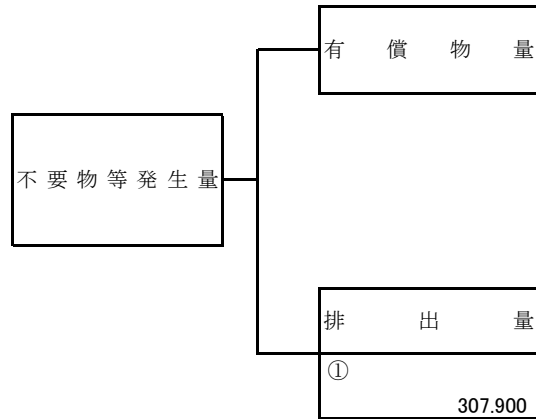 有償物量
不要物等発生量
排出量
①
307.900